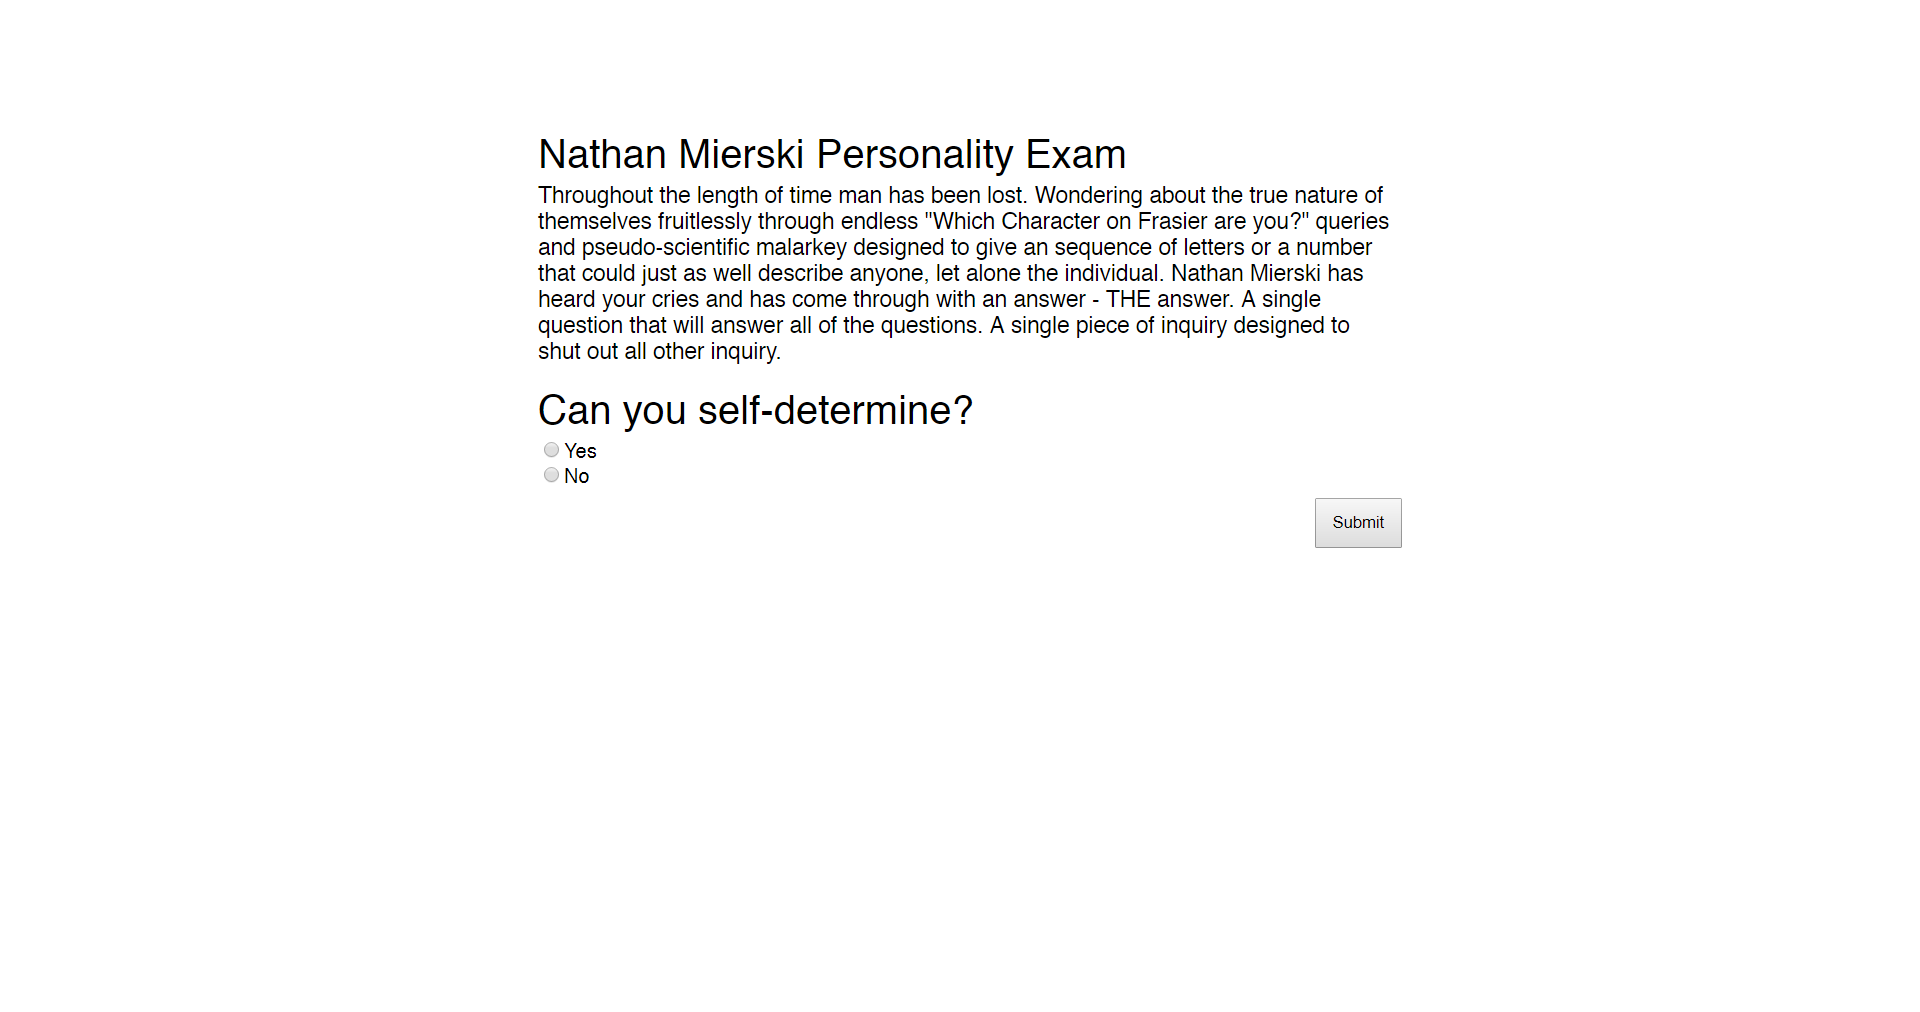 Nathan Mierski Personality Exam
Throughout the length of time man has been lost. Wondering about the true nature of
themselves fruitlessly through endless "Which Character on Frasier are you?" queries
and pseudo-scientific malarkey designed to give an sequence of letters or a number
that could just as well describe anyone, let alone the individual. Nathan Mierski has
heard your cries and has come through with an answer - THE answer. A single
question that will answer all of the questions. A single piece of inquiry designed to
shut out all other inquiry.
Can you self-determine?
Yes
No
Submit